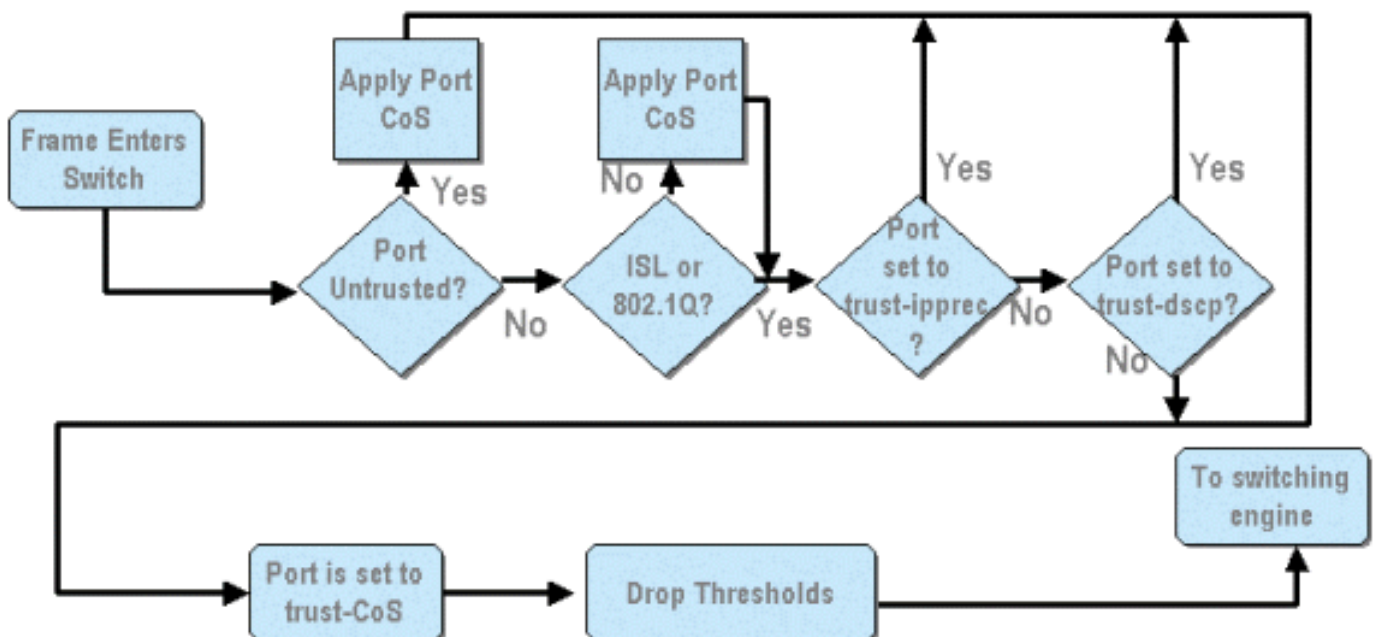 Frame Enters
Switch
Apply Port
CoS
Yes
Port
Untrusted?
No
Apply Port
CoS
No
ISL or
802.1Q?
Yes
Yes
Port
set to
trust-ipprec
?
No
Yes
Port set to
trust-dscp?
No
To switching
engine
Port is set to
trust-CoS
Drop Thresholds